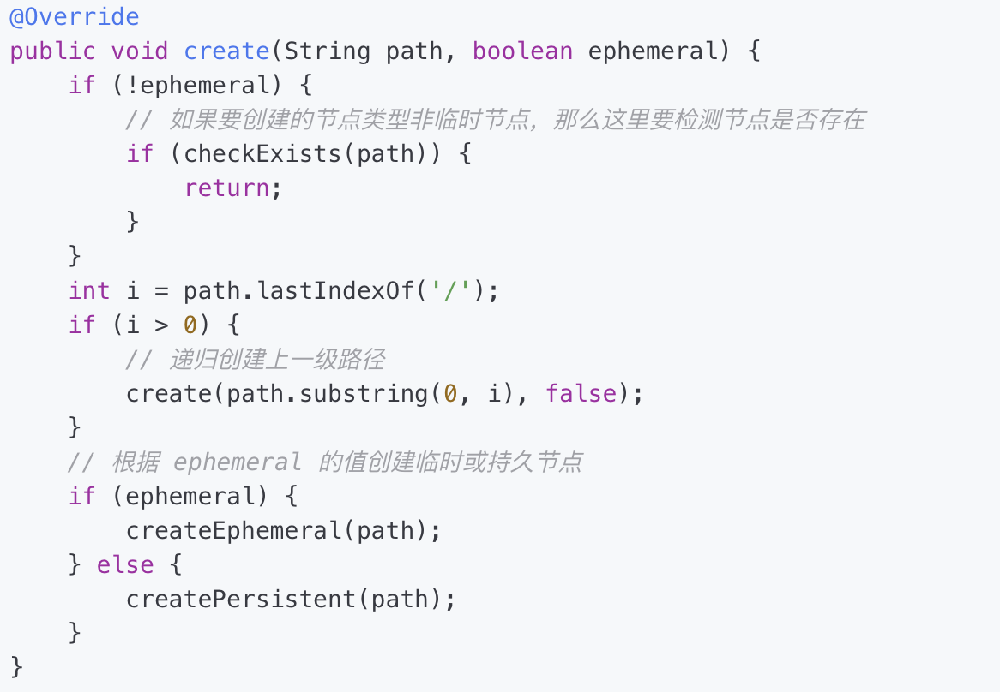 @Override
public void create(String path, boolean ephemeral) {
    if (!ephemeral) {
        // 如果要创建的节点类型非临时节点，那么这里要检测节点是否存在
        if (checkExists(path)) {
            return;
        }
    }
    int i = path.lastIndexOf('/');
    if (i > 0) {
        // 递归创建上一级路径
        create(path.substring(0, i), false);
    }
    // 根据 ephemeral 的值创建临时或持久节点
    if (ephemeral) {
        createEphemeral(path);
    } else {
        createPersistent(path);
    }
}